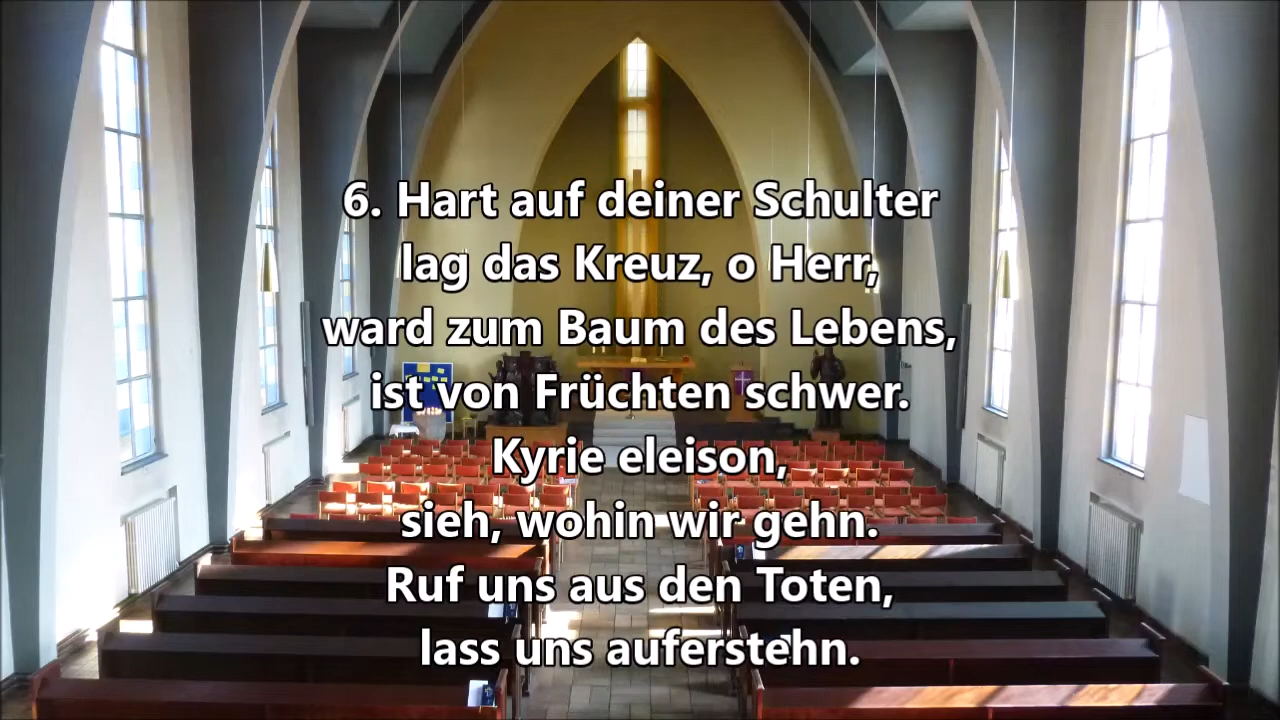 6. Hart auf deiner Schulter
lag das Kreuz, o Herr,
ward zum Baum des Lebens,
ist von Früchten schwer.
Kyrie eleison,
sieh, wohin wir gehn.
Ruf uns aus den Toten,
lass uns auferstehn.